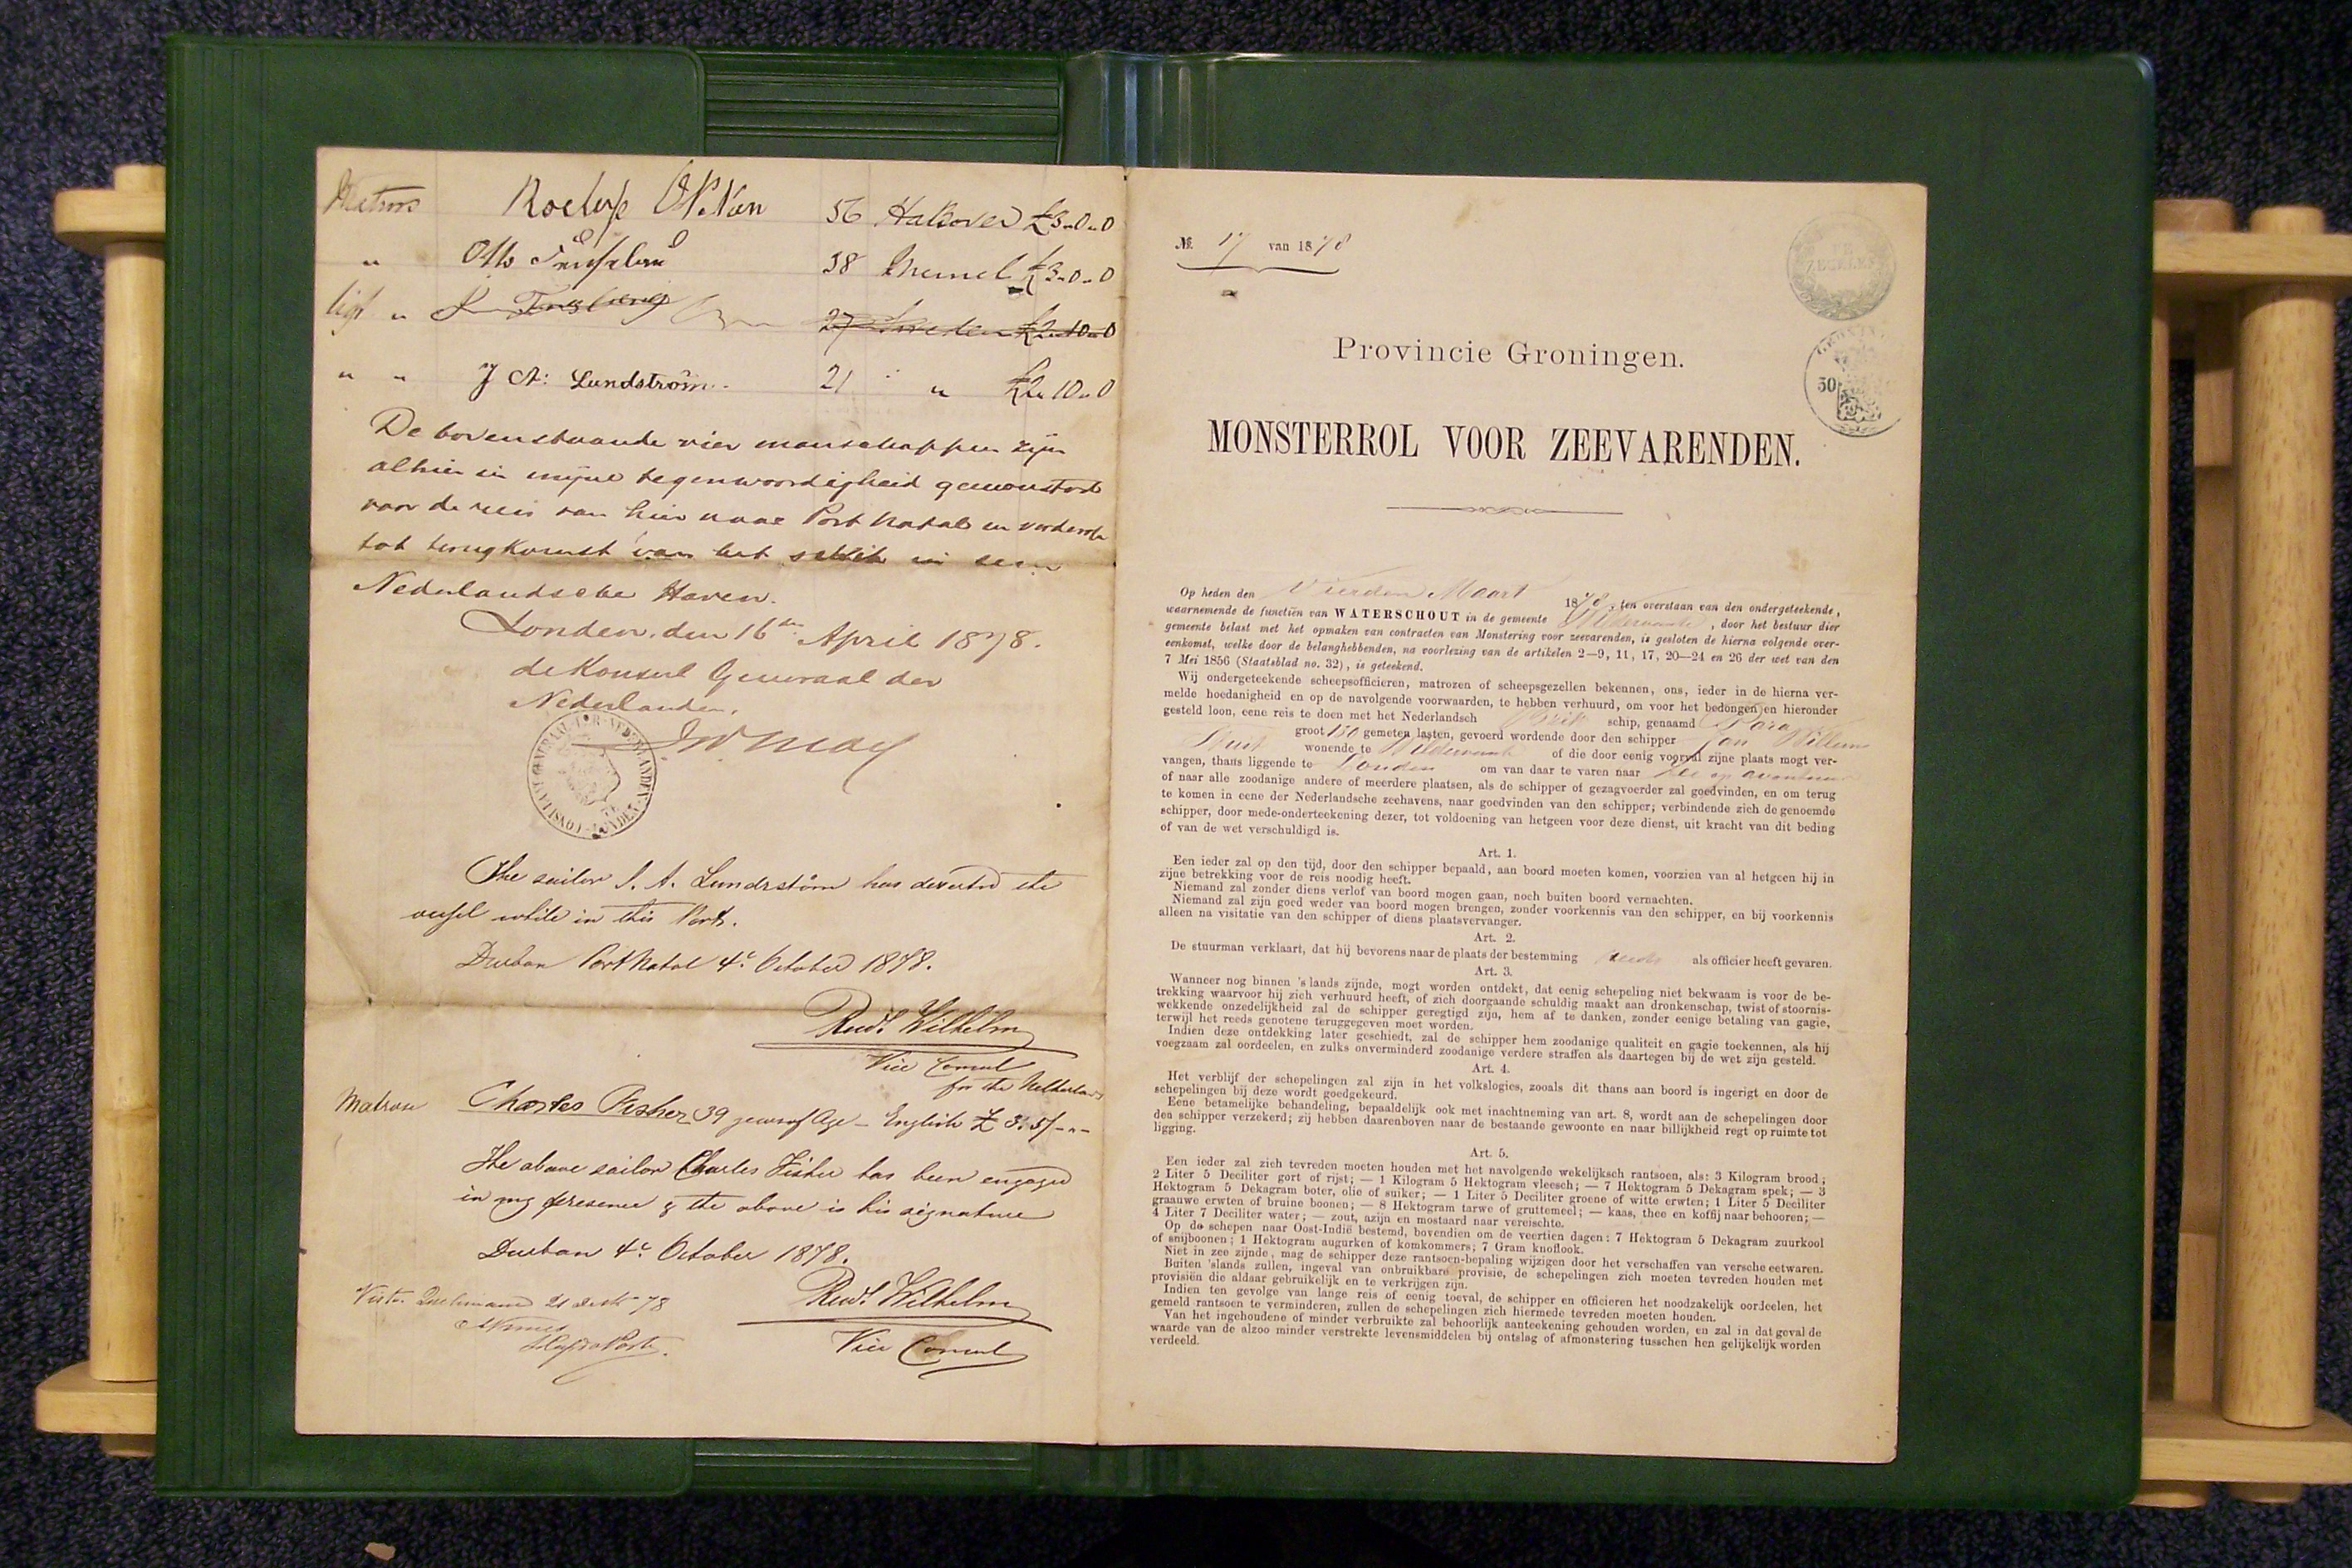 Matroos Roelof 56 Hannover £3„0„0
„ Otto 38 Memel £3„0„0
ligt „ 27 Sweden £2„10„0
„ „ J A: Lundström. 21 „ „ £2„10„0
De bovenstaande vier manschappen zijn
alhier in mijne tegenwoordigheid gemonsterd
voor de reis van hier naar Port Natal en verders
tot terugkomst van het schip in een
Nederlandsche Haven.
Londen, den 16den April 1878.
de Konsul Generaal der
Nederlanden,
J W May
CONSULAAT GENERAAL DER NEDERLANDEN LONDEN
The sailor J. A. Lundström has deserted the
vessel while in this Port.
Durban Port Natal 4t. October 1878.
Rud. Wilhelm
Vice Consul
for the Netherlands
Matroos Charles Fisher 39 years of Age – English £ 3: 5/-„-
The above sailor Charles Fisher has been engaged
in my presence & the above is his signature
Durban 4t. October 1878.
Rud. Wilhelm
Vice Consul
78
№. 17 van 1878
ZEGELEN
50
Provincie Groningen.
MONSTERROL VOOR ZEEVARENDEN.
Op heden den Vierden Maart 1878, ten overstaan van den ondergeteekende,
waarnemende de functiën van WATERSCHOUT in de gemeente Wildervank, door het bestuur dier
gemeente belast met het opmaken van contracten van Monstering voor zeevarenden, is gesloten de hierna volgende over-
eenkomst, welke door de belanghebbenden, na voorlezing van de artikelen 2—9, 11, 17, 20—24 en 26 der wet van den
7 Mei 1856 (Staatsblad no. 32), is geteekend.
Wij ondergeteekende scheepsofficieren, matrozen of scheepsgezellen bekennen, ons, ieder in de hierna ver-
melde hoedanigheid en op de navolgende voorwaarden, te hebben verhuurd, om voor het bedongen en hieronder
gesteld loon, eene reis te doen met het Nederlandsch Brik schip, genaamd Para
groot 130 gemeten lasten, gevoerd wordende door den schipper Jan Willem
wonende te Wildervank of die door eenig voorval zijne plaats mogt ver-
vangen, thans liggende te Londen om van daar te varen naar Zee op avontuur
of naar alle zoodanige andere of meerdere plaatsen, als de schipper of gezagvoerder zal goedvinden, en om terug
te komen in eene der Nederlandsche zeehavens, naar goedvinden van den schipper; verbindende zich de genoemde
schipper, door mede-onderteekening dezer, tot voldoening van hetgeen voor deze dienst, uit kracht van dit beding
of van de wet verschuldigd is.
Art. 1.
Een ieder zal op den tijd, door den schipper bepaald, aan boord moeten komen, voorzien van al hetgeen hij in
zijne betrekking voor de reis noodig heeft.
Niemand zal zonder diens verlof van boord mogen gaan, noch buiten boord vernachten.
Niemand zal zijn goed weder van boord mogen brengen, zonder voorkennis van den schipper, en bij voorkennis
alleen na visitatie van den schipper of diens plaatsvervanger.
Art. 2.
De stuurman verklaart, dat hij bevorens naar de plaats der bestemming reeds als officier heeft gevaren.
Art. 3.
Wanneer nog binnen 's lands zijnde, mogt worden ontdekt, dat eenig schepeling niet bekwaam is voor de be-
trekking waarvoor hij zich verhuurd heeft, of zich doorgaande schuldig maakt aan dronkenschap, twist of stoornis-
wekkende onzedelijkheid zal de schipper geregtigd zijn, hem af te danken, zonder eenige betaling van gagie,
terwijl het reeds genotene teruggegeven moet worden.
Indien deze ontdekking later geschiedt, zal de schipper hem zoodanige qualiteit en gagie toekennen, als hij
voegzaam zal oordeelen, en zulks onverminderd zoodanige verdere straffen als daartegen bij de wet zijn gesteld.
Art. 4.
Het verblijf der schepelingen zal zijn in het volkslogies, zooals dit thans aan boord is ingerigt en door de
schepelingen bij deze wordt goedgekeurd.
Eene betamelijke behandeling, bepaaldelijk ook met inachtneming van art. 8, wordt aan de schepelingen door
den schipper verzekerd; zij hebben daarenboven naar de bestaande gewoonte en naar billijkheid regt op ruimte tot
ligging.
Art. 5.
Een ieder zal zich tevreden moeten houden met het navolgende wekelijksch rantsoen, als: 3 Kilogram brood;
2 Liter 5 Deciliter gort of rijst; — 1 Kilogram 5 Hektogram vleesch; — 7 Hektogram 5 Dekagram spek; — 3
Hektogram 5 Dekagram boter, olie of suiker; — 1 Liter 5 Deciliter groene of witte erwten; 1 Liter 5 Deciliter
graauwe erwten of bruine boonen; — 8 Hektogram tarwe of gruttemeel; — kaas, thee en koffij naar behooren; —
4 Liter 7 Deciliter water; — zout, azijn en mostaard naar vereischte.
Op de schepen naar Oost-Indië bestemd, bovendien om de veertien dagen: 7 Hektogram 5 Dekagram zuurkool
of snijboonen; 1 Hektogram augurken of komkommers; 7 Gram knoflook.
Niet in zee zijnde, mag de schipper deze rantsoen-bepaling wijzigen door het verschaffen van versche eetwaren.
Buiten 'slands zullen, ingeval van onbruikbare provisie, de schepelingen zich moeten tevreden houden met
provisiën die aldaar gebruikelijk en te verkrijgen zijn.
Indien ten gevolge van lange reis of eenig toeval, de schipper en officieren het noodzakelijk oordeelen, het
gemeld rantsoen te verminderen, zullen de schepelingen zich hiermede tevreden moeten houden.
Van het ingehoudene of minder verbruikte zal behoorlijk aanteekening gehouden worden, en zal in dat geval de
waarde van de alzoo minder verstrekte levensmiddelen bij ontslag of afmonstering tusschen hen gelijkelijk worden
verdeeld.